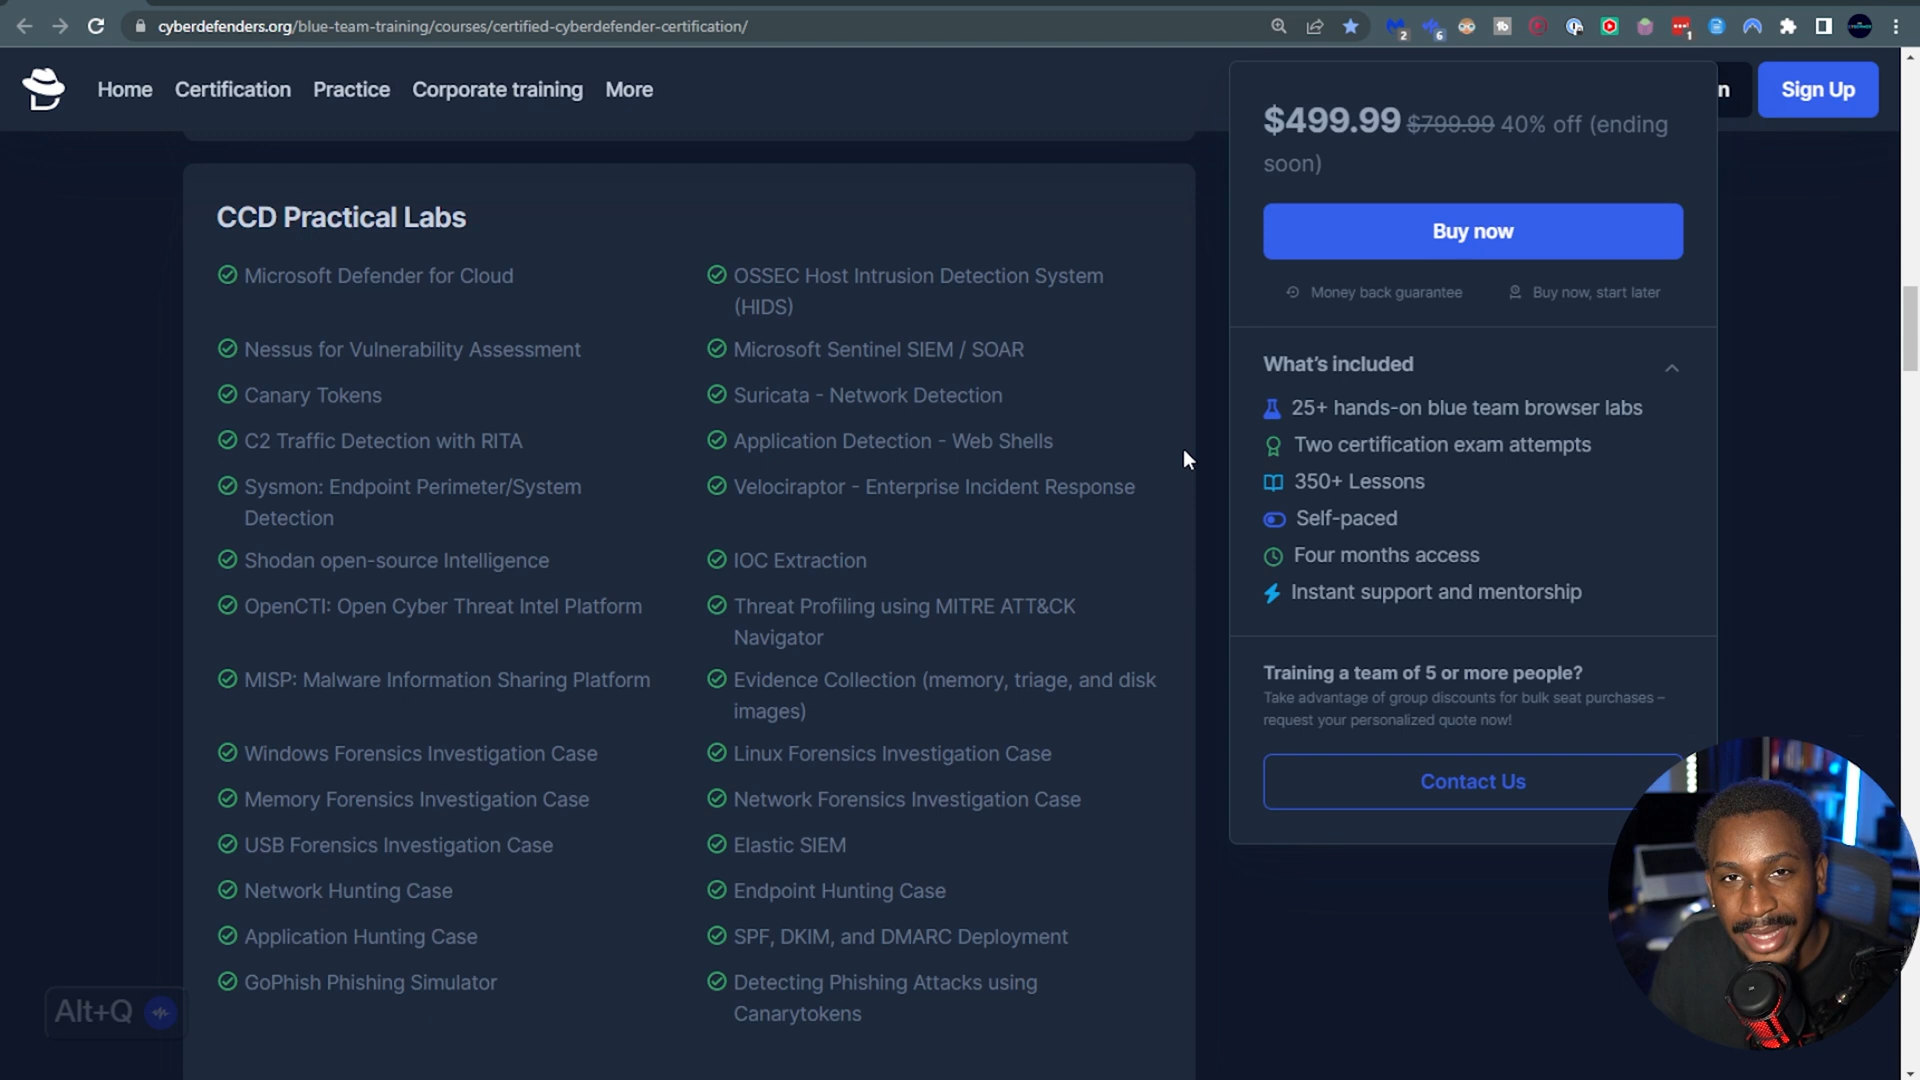 cyberdefenders.org/blue-team-training/courses/certified-cyberdefender-certification/
2
6
1
Home
Certification
Practice
Corporate training
More
n
Sign Up
$499.99 $799.99 40% off (ending
soon)
Buy now
Money back guarantee
Buy now, start later
What's included
25+ hands-on blue team browser labs
Two certification exam attempts
350+ Lessons
Self-paced
Four months access
Instant support and mentorship
Training a team of 5 or more people?
Take advantage of group discounts for bulk seat purchases –
request your personalized quote now!
Contact Us
CCD Practical Labs
Microsoft Defender for Cloud
OSSEC Host Intrusion Detection System
(HIDS)
Nessus for Vulnerability Assessment
Microsoft Sentinel SIEM / SOAR
Canary Tokens
Suricata - Network Detection
C2 Traffic Detection with RITA
Application Detection - Web Shells
Sysmon: Endpoint Perimeter/System
Detection
Velociraptor - Enterprise Incident Response
Shodan open-source Intelligence
IOC Extraction
OpenCTI: Open Cyber Threat Intel Platform
Threat Profiling using MITRE ATT&CK
Navigator
MISP: Malware Information Sharing Platform
Evidence Collection (memory, triage, and disk
images)
Windows Forensics Investigation Case
Linux Forensics Investigation Case
Memory Forensics Investigation Case
Network Forensics Investigation Case
USB Forensics Investigation Case
Elastic SIEM
Network Hunting Case
Endpoint Hunting Case
Application Hunting Case
SPF, DKIM, and DMARC Deployment
GoPhish Phishing Simulator
Detecting Phishing Attacks using
Canarytokens
Alt+Q